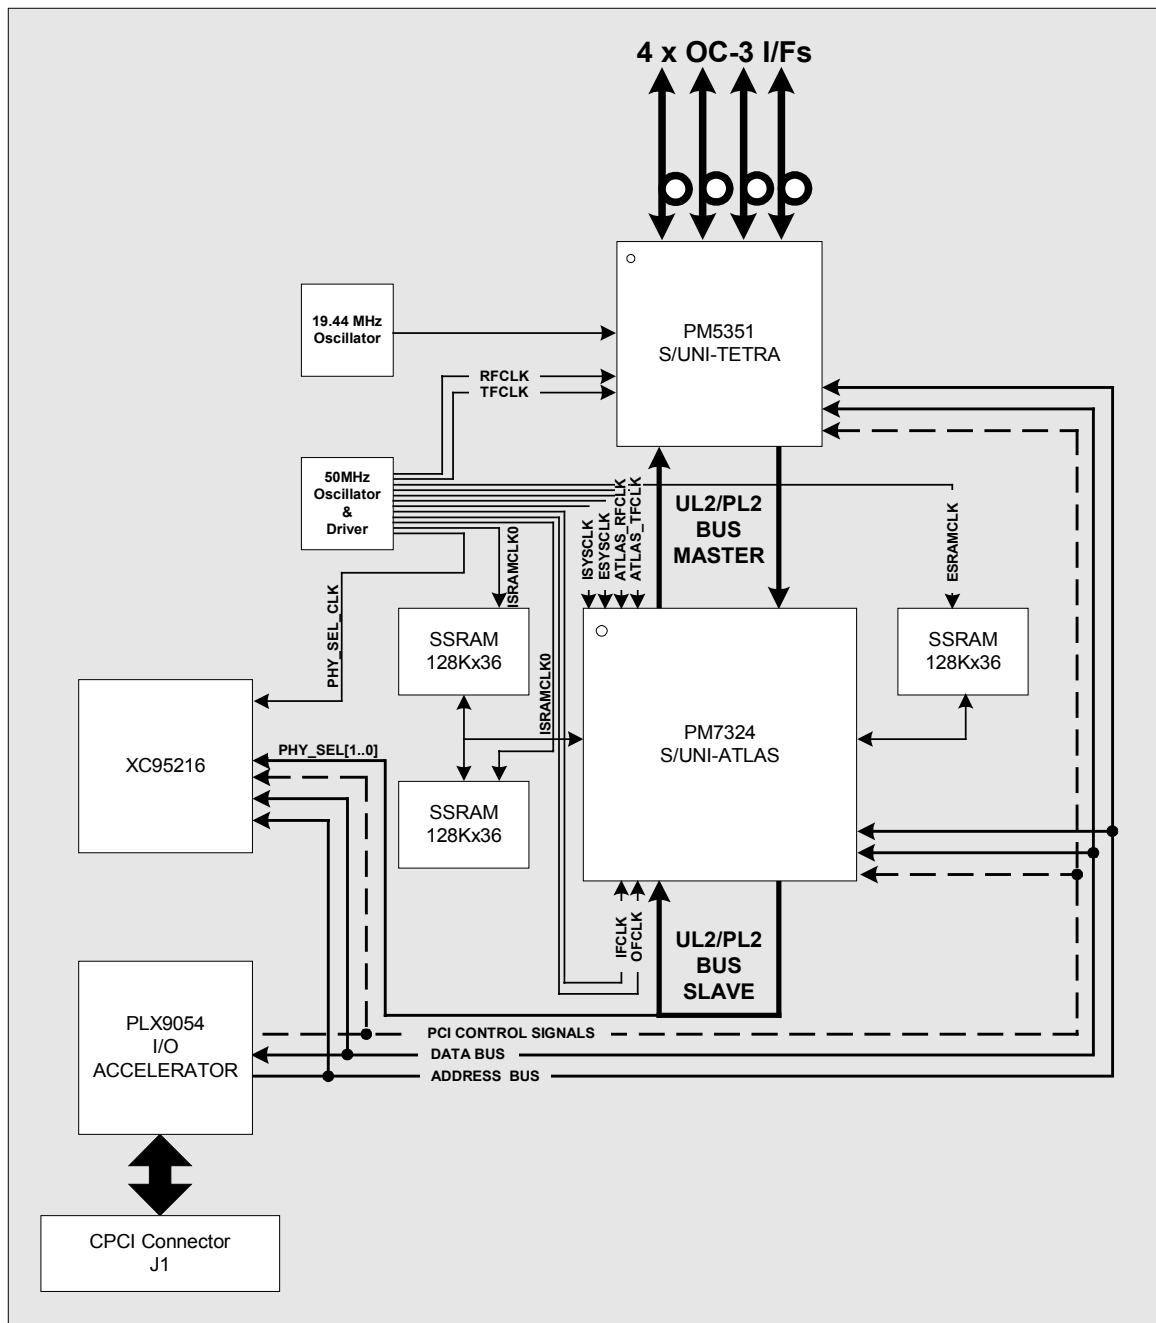 4 x OC-3 I/Fs
19.44 MHz
Oscillator
PM5351
S/UNI-TETRA
RFCLK
TFCLK
50MHz
Oscillator
&
Driver
UL2/PL2
BUS
MASTER
ISYSCLK
ESYSCLK
ATLAS_RFCLK
ATLAS_TFCLK
ESRAMCLK
ISRAMCLK0
PHY_SEL_CLK
SSRAM
128Kx36
ISRAMCLK0
SSRAM
128Kx36
PM7324
S/UNI-ATLAS
XC95216
PHY_SEL[1..0]
SSRAM
128Kx36
IFCLK
OFCLK
UL2/PL2
BUS
SLAVE
PLX9054
I/O
ACCELERATOR
PCI CONTROL SIGNALS
DATA BUS
ADDRESS BUS
CPCI Connector
J1